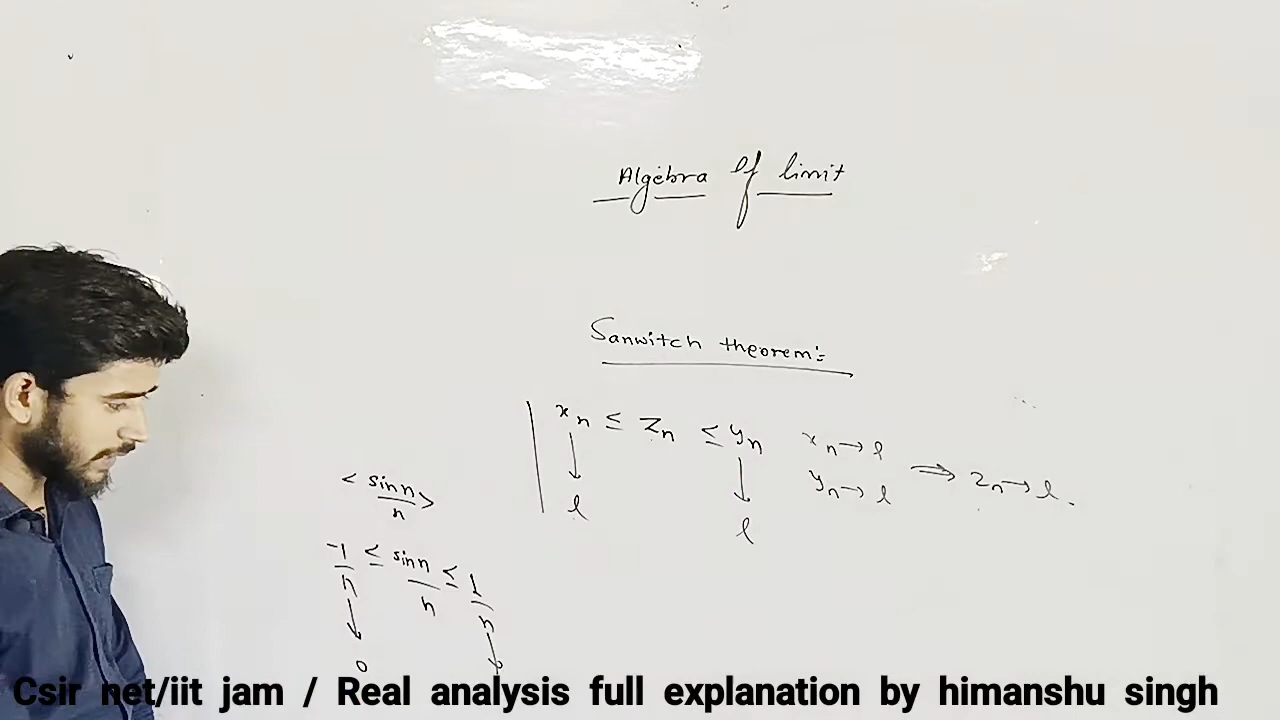 Algebra of limit
Sanwitch theorem:
xn ≤ zn ≤ yn
↓ ↓
l l
xn → l
yn → l
⇒ zn → l.
< sin n / n >
-1/n ≤ sin n / n ≤ 1/n
↓ ↓
0 0
Csir net/iit jam / Real analysis full explanation by himanshu singh